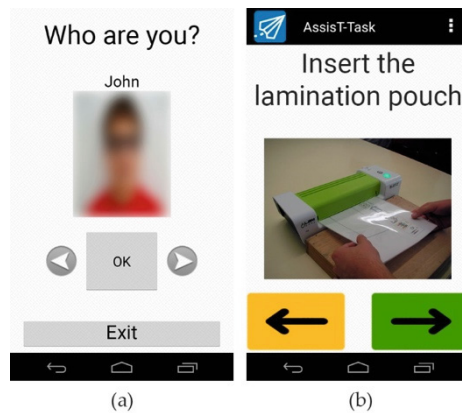 Who are you?
John
OK
Exit
(a)
AssisT-Task
Insert the
lamination pouch
(b)